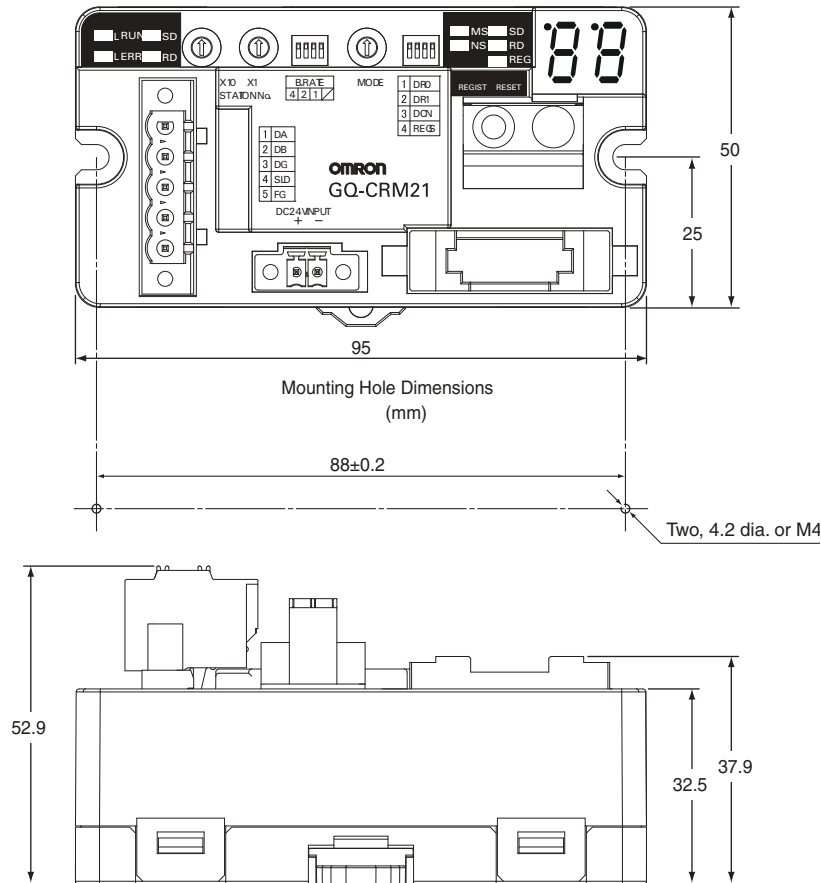 L RUN SD
L ERR RD
MS SD
NS RD
REG
X10 X1
STATION No.
B.RATE
4 2 1
MODE
1 DR0
2 DR1
3 DCN
4 REGS
REGIST RESET
1 DA
2 DB
3 DG
4 SLD
5 FG
OMRON
GQ-CRM21
DC24V INPUT
+ −
8.8.
50
25
95
Mounting Hole Dimensions
(mm)
88±0.2
Two, 4.2 dia. or M4
52.9
32.5
37.9